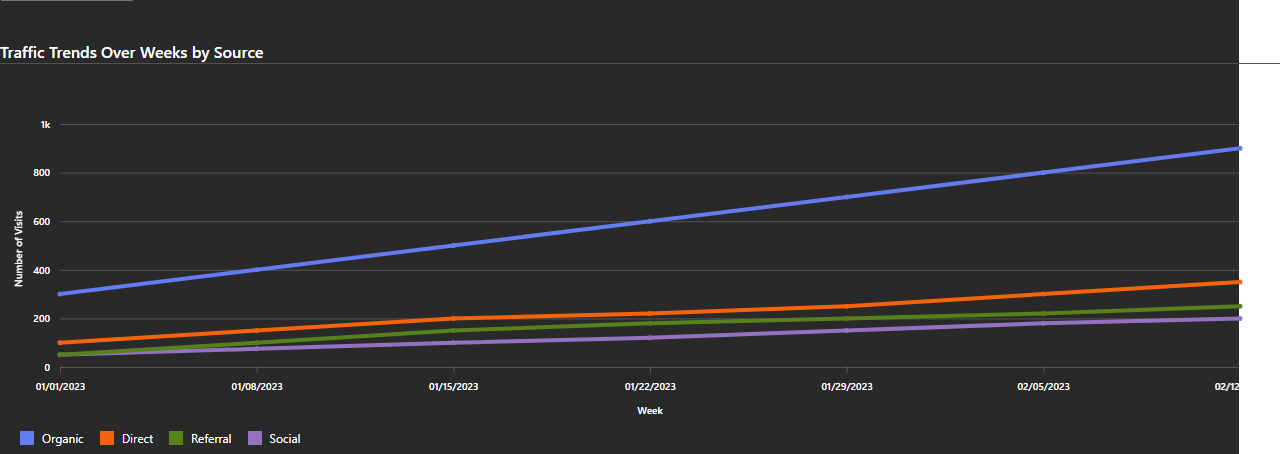 Traffic Trends Over Weeks by Source
1k
800
600
400
200
0
Number of Visits
01/01/2023
01/08/2023
01/15/2023
01/22/2023
01/29/2023
02/05/2023
02/12
Week
Organic
Direct
Referral
Social